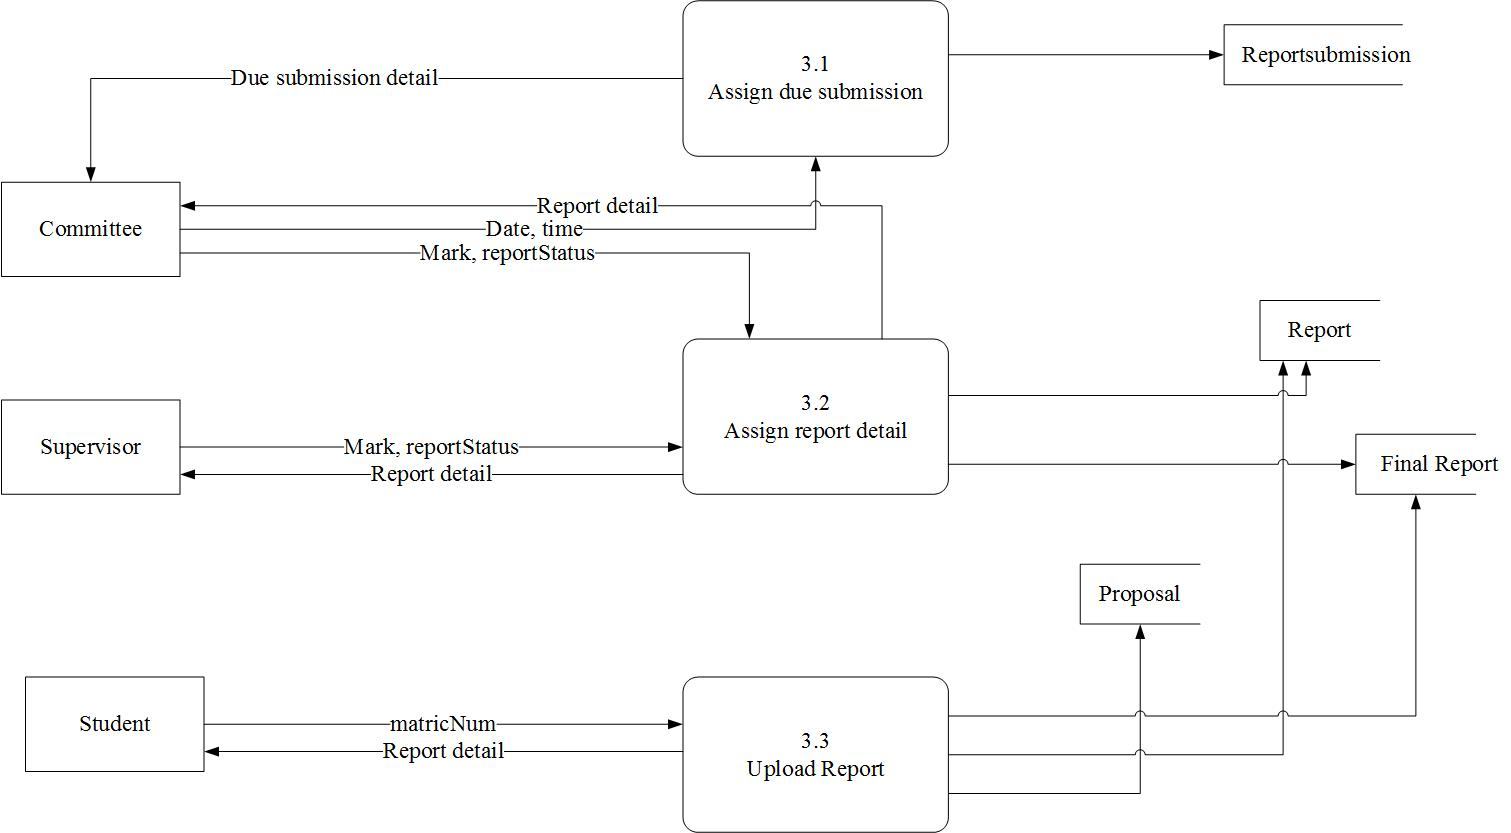 3.1
Assign due submission
Reportsubmission
Due submission detail
Committee
Report detail
Date, time
Mark, reportStatus
Report
3.2
Assign report detail
Supervisor
Mark, reportStatus
Report detail
Final Report
Proposal
Student
matricNum
Report detail
3.3
Upload Report